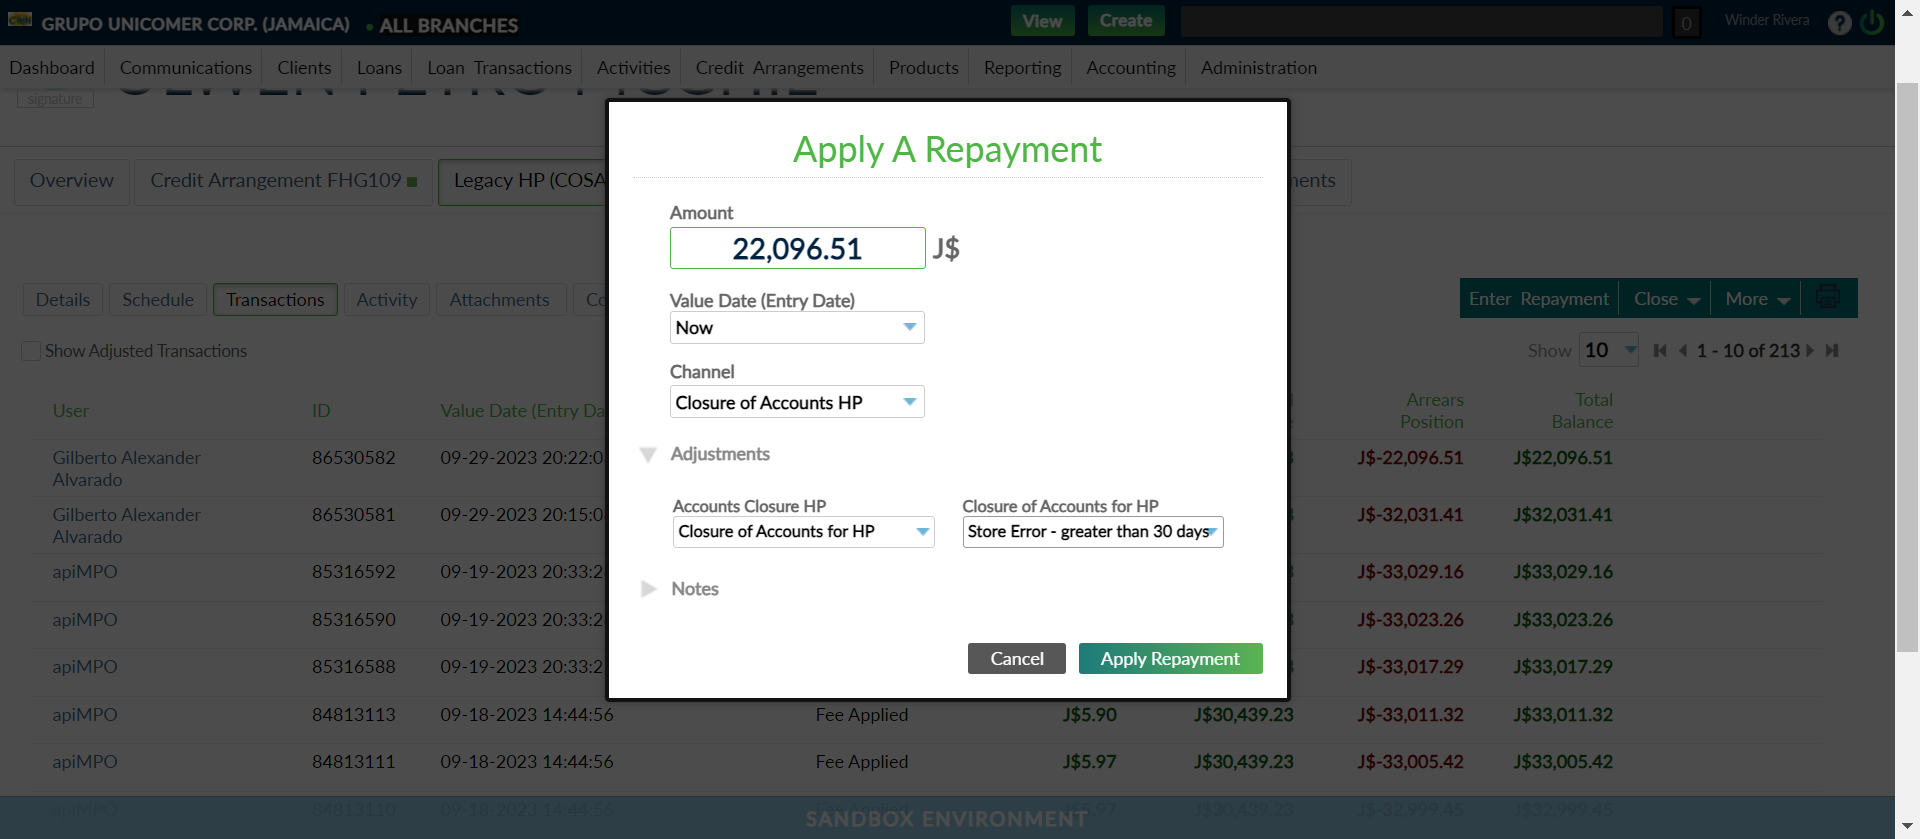 GRUPO UNICOMER CORP. (JAMAICA) ALL BRANCHES View Create 0 Winder Rivera ?
Dashboard Communications Clients Loans Loan Transactions Activities Credit Arrangements Products Reporting Accounting Administration
signature
Overview Credit Arrangement FHG109 Legacy HP (COSA
Apply A Repayment
Amount
22,096.51 J$
Value Date (Entry Date)
Now
Channel
Closure of Accounts HP
Adjustments
Accounts Closure HP Closure of Accounts for HP
Closure of Accounts for HP Store Error - greater than 30 days
Notes
Cancel Apply Repayment
Details Schedule Transactions Activity Attachments Co
Enter Repayment Close More
Show Adjusted Transactions
Show 10 1 - 10 of 213
User ID Value Date (Entry Da Arrears Position Total Balance
Gilberto Alexander 86530582 09-29-2023 20:22:0 J$-22,096.51 J$22,096.51
Alvarado
Gilberto Alexander 86530581 09-29-2023 20:15:0 J$-32,031.41 J$32,031.41
Alvarado
apiMPO 85316592 09-19-2023 20:33:2 J$-33,029.16 J$33,029.16
apiMPO 85316590 09-19-2023 20:33:2 J$-33,023.26 J$33,023.26
apiMPO 85316588 09-19-2023 20:33:2 J$-33,017.29 J$33,017.29
apiMPO 84813113 09-18-2023 14:44:56 Fee Applied J$5.90 J$30,439.23 J$-33,011.32 J$33,011.32
apiMPO 84813111 09-18-2023 14:44:56 Fee Applied J$5.97 J$30,439.23 J$-33,005.42 J$33,005.42
apiMPO 84813110 09-18-2023 14:44:56 Fee Applied J$5.97 J$30,439.23 J$-32,999.45 J$32,999.45
SANDBOX ENVIRONMENT